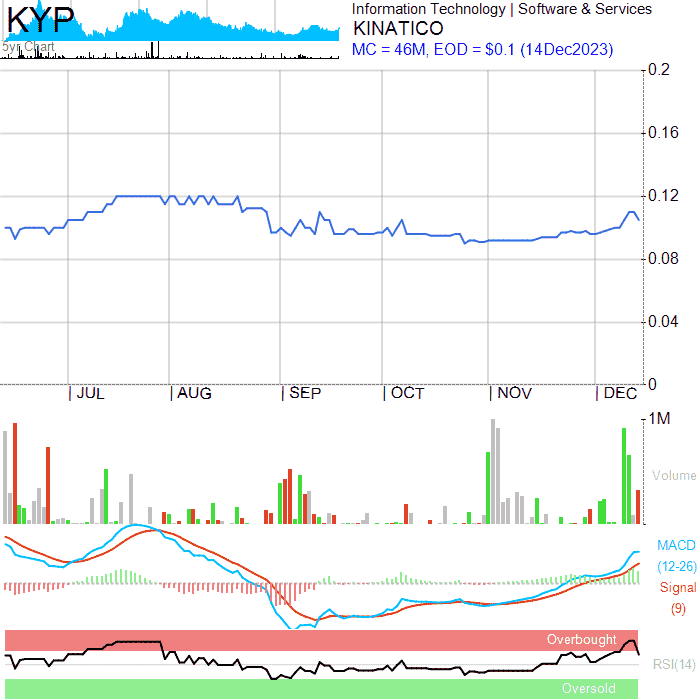 KYP
5yr Chart
Information Technology | Software & Services
KINATICO
MC = 46M, EOD = $0.1 (14Dec2023)
0.2
0.16
0.12
0.08
0.04
0
JUL AUG SEP OCT NOV DEC
1M
Volume
MACD
(12-26)
Signal
(9)
Overbought
RSI(14)
Oversold